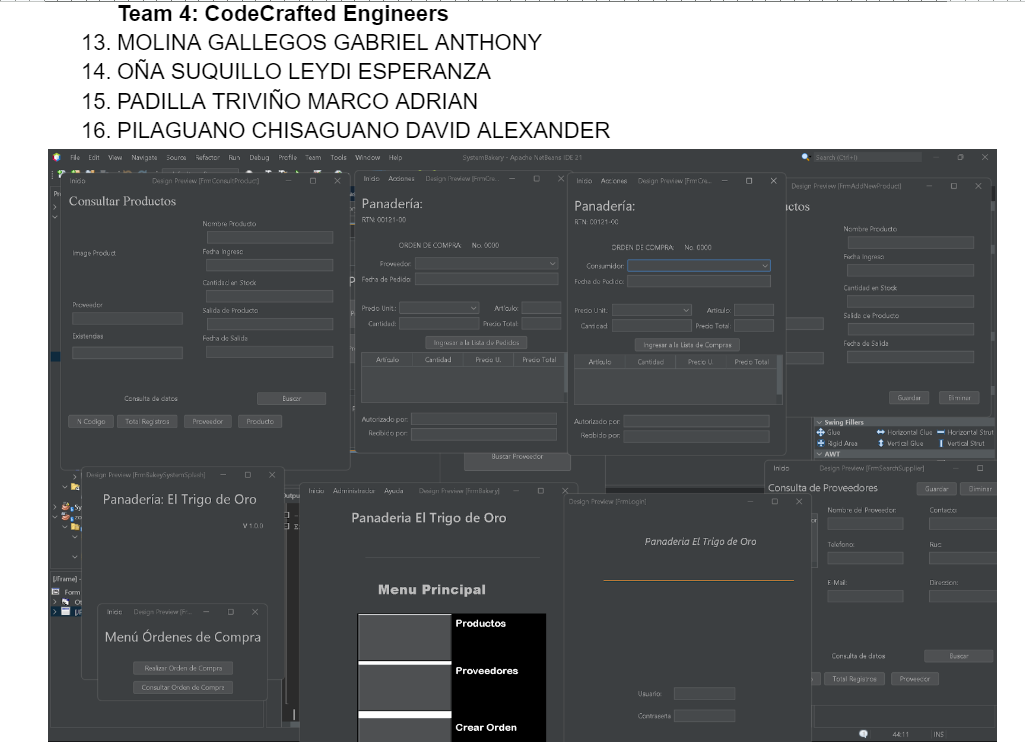 Team 4: CodeCrafted Engineers
13. MOLINA GALLEGOS GABRIEL ANTHONY
14. OÑA SUQUILLO LEYDI ESPERANZA
15. PADILLA TRIVIÑO MARCO ADRIAN
16. PILAGUANO CHISAGUANO DAVID ALEXANDER
File Edit View Navigate Source Refactor Run Debug Profile Team Tools Window Help
SystemBakery - Apache NetBeans IDE 21
Search (Ctrl+I)
Inicio
Design Preview [FrmConsultProduct]
Consultar Productos
Nombre Producto
Image Product
Fecha Ingreso
Cantidad en Stock
Proveedor
Salida de Producto
Existencias
Fecha de Salida
Consulta de datos
Buscar
N Codigo
Total Registros
Proveedor
Producto
Inicio Acciones Design Preview [FrmCre...
Panadería:
RTN: 00121-00
ORDEN DE COMPRA: No. 0000
Proveedor:
Fecha de Pedido:
Precio Unit.: Artículo:
Cantidad: Precio Total:
Ingresar a la Lista de Pedidos
Artículo Cantidad Precio U. Precio Total
Autorizado por:
Recibido por:
Inicio Acciones Design Preview [FrmCre...
Panadería:
RTN: 00121-00
ORDEN DE COMPRA: No. 0000
Consumidor:
Fecha de Pedido:
Precio Unit.: Artículo:
Cantidad: Precio Total:
Ingresar a la Lista de Compras
Artículo Cantidad Precio U. Precio Total
Autorizado por:
Recibido por:
Design Preview [FrmAddNewProduct]
uctos
Nombre Producto
Fecha Ingreso
Cantidad en Stock
Salida de Producto
Fecha de Salida
Guardar Eliminar
Swing Fillers
Glue Horizontal Glue Horizontal Strut
Rigid Area Vertical Glue Vertical Strut
AWT
Buscar Proveedor
Design Preview [FrmBakerySystemSplash]
Panadería: El Trigo de Oro
V 1.0.0
[JFrame]
Form
Inicio Design Preview [Fr...
Menú Órdenes de Compra
Realizar Orden de Compra
Consultar Orden de Compra
Inicio Administrador Ayuda Design Preview [FrmBakery]
Panaderia El Trigo de Oro
Menu Principal
Productos
Proveedores
Crear Orden
Design Preview [FrmLogin]
Panaderia El Trigo de Oro
Usuario:
Contraseña
Inicio Design Preview [FrmSearchSupplier]
Consulta de Proveedores
Guardar Eliminar
Nombre del Proveedor: Contacto:
Telefono: Ruc:
E-Mail: Direccion:
Consulta de datos
Buscar
Total Registros
Proveedor
44:11 INS